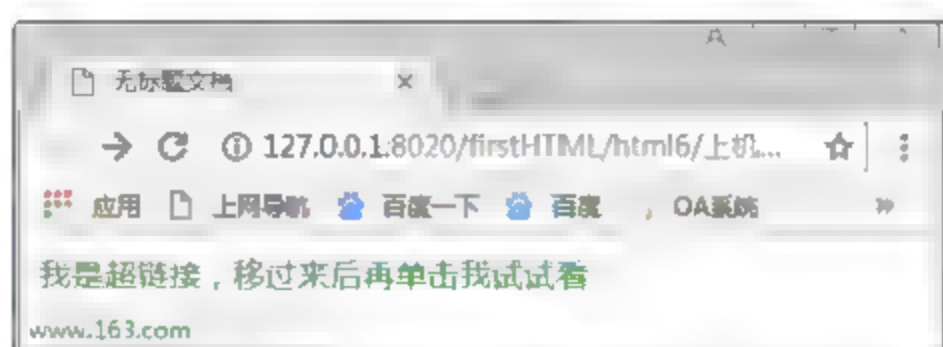 无标题文档
127.0.0.1:8020/firstHTML/html6/上机...
应用 上网导航 百度一下 百度 , OA系统
我是超链接，移过来后再单击我试试看
www.163.com